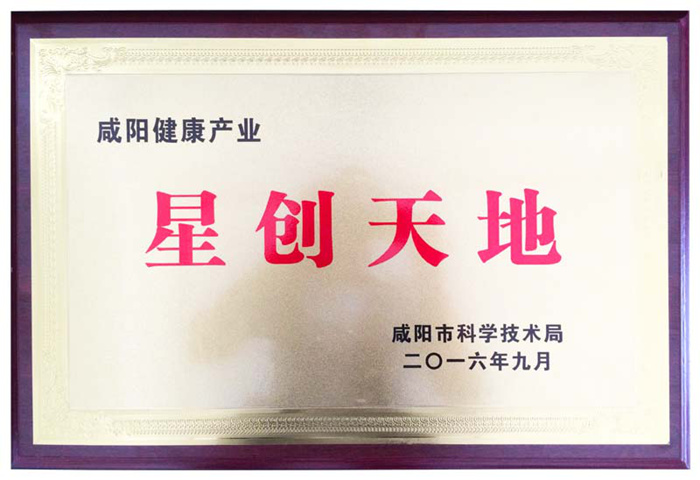 咸阳健康产业
星创天地
咸阳市科学技术局
二〇一六年九月